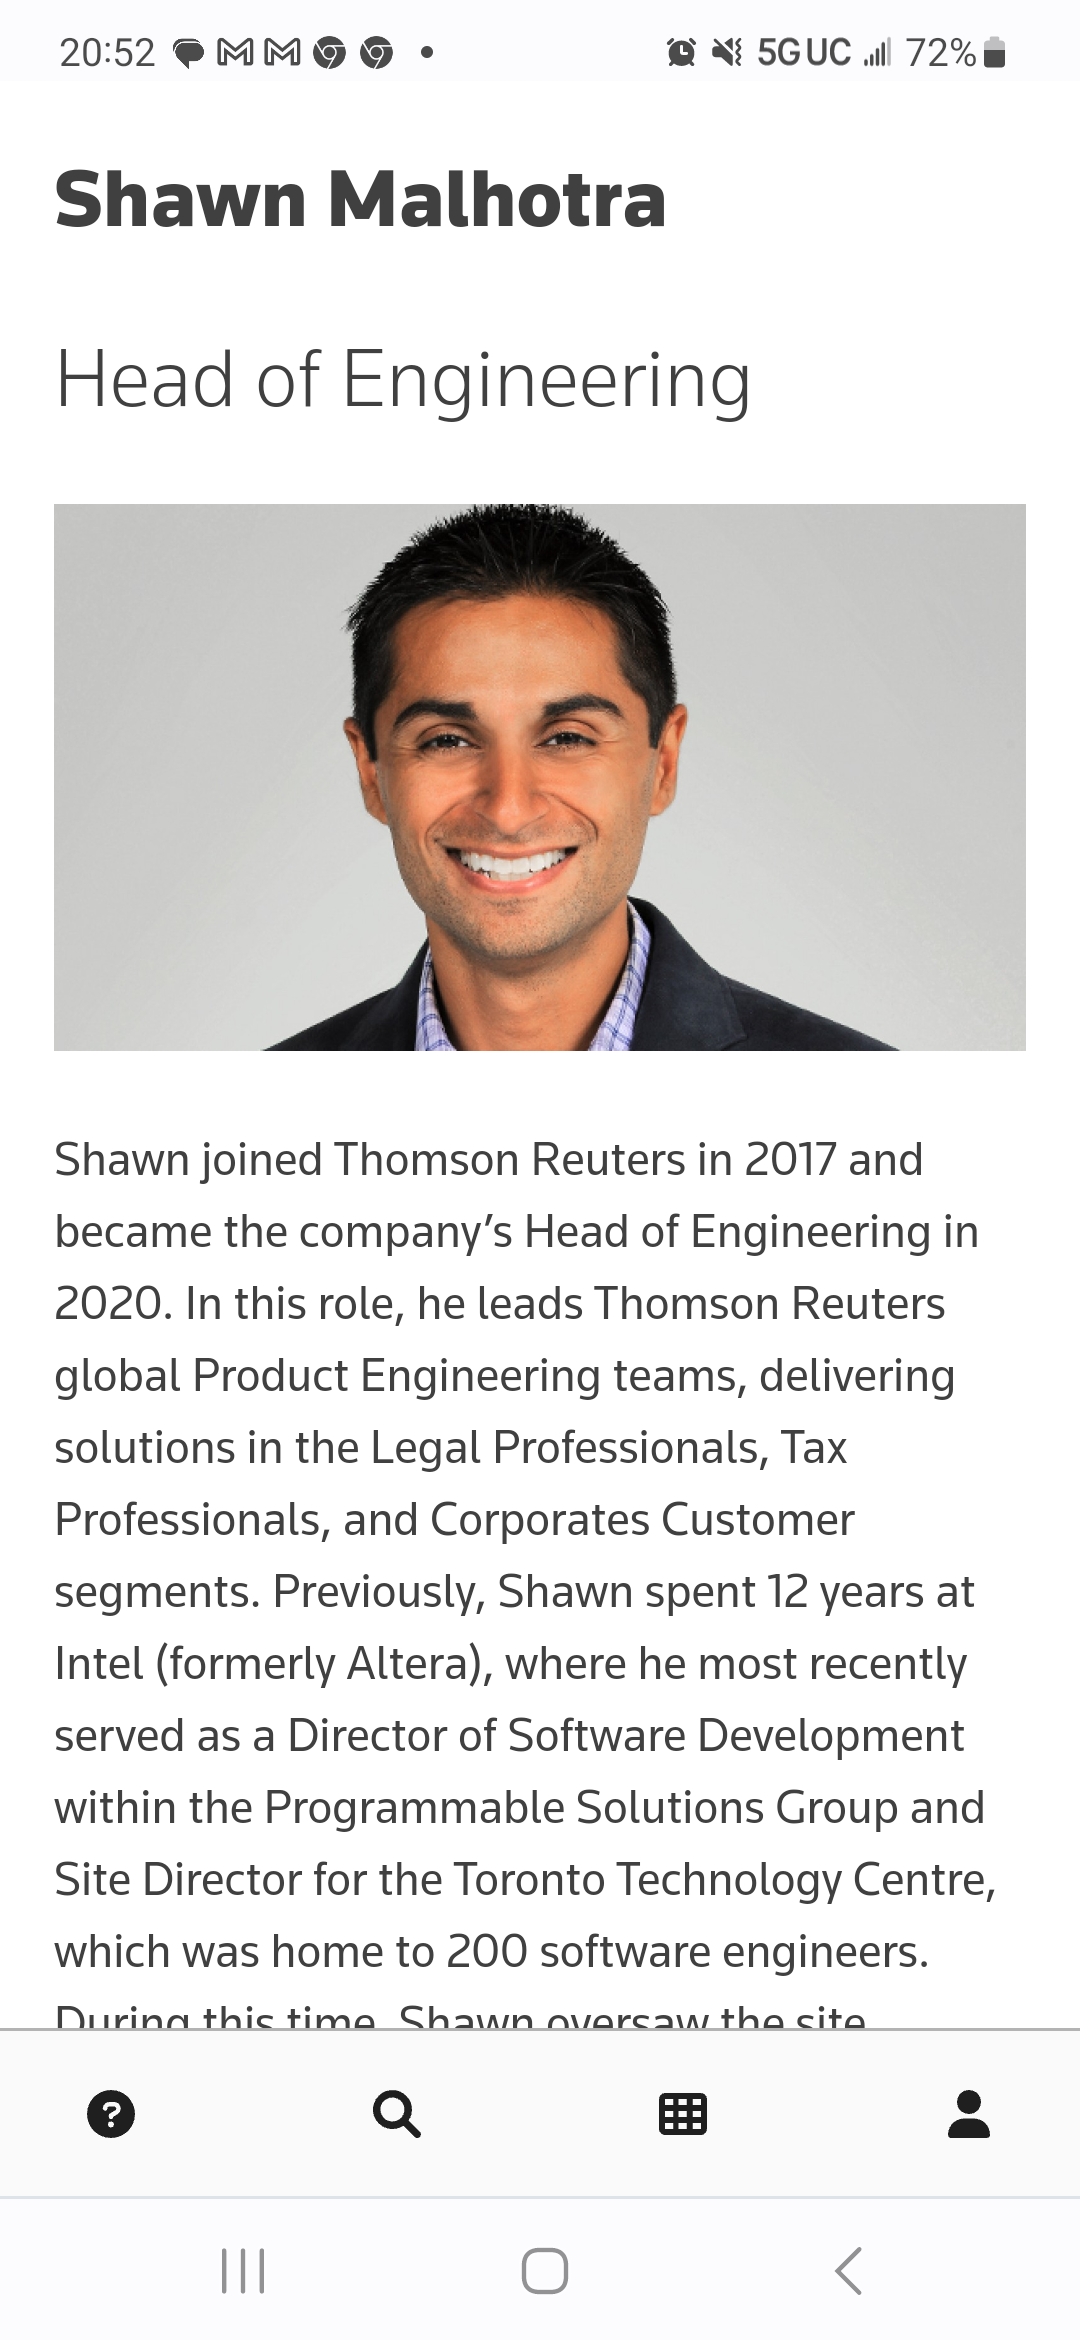 20:52
5G UC 72%
Shawn Malhotra
Head of Engineering
Shawn joined Thomson Reuters in 2017 and
became the company’s Head of Engineering in
2020. In this role, he leads Thomson Reuters
global Product Engineering teams, delivering
solutions in the Legal Professionals, Tax
Professionals, and Corporates Customer
segments. Previously, Shawn spent 12 years at
Intel (formerly Altera), where he most recently
served as a Director of Software Development
within the Programmable Solutions Group and
Site Director for the Toronto Technology Centre,
which was home to 200 software engineers.
During this time, Shawn oversaw the site